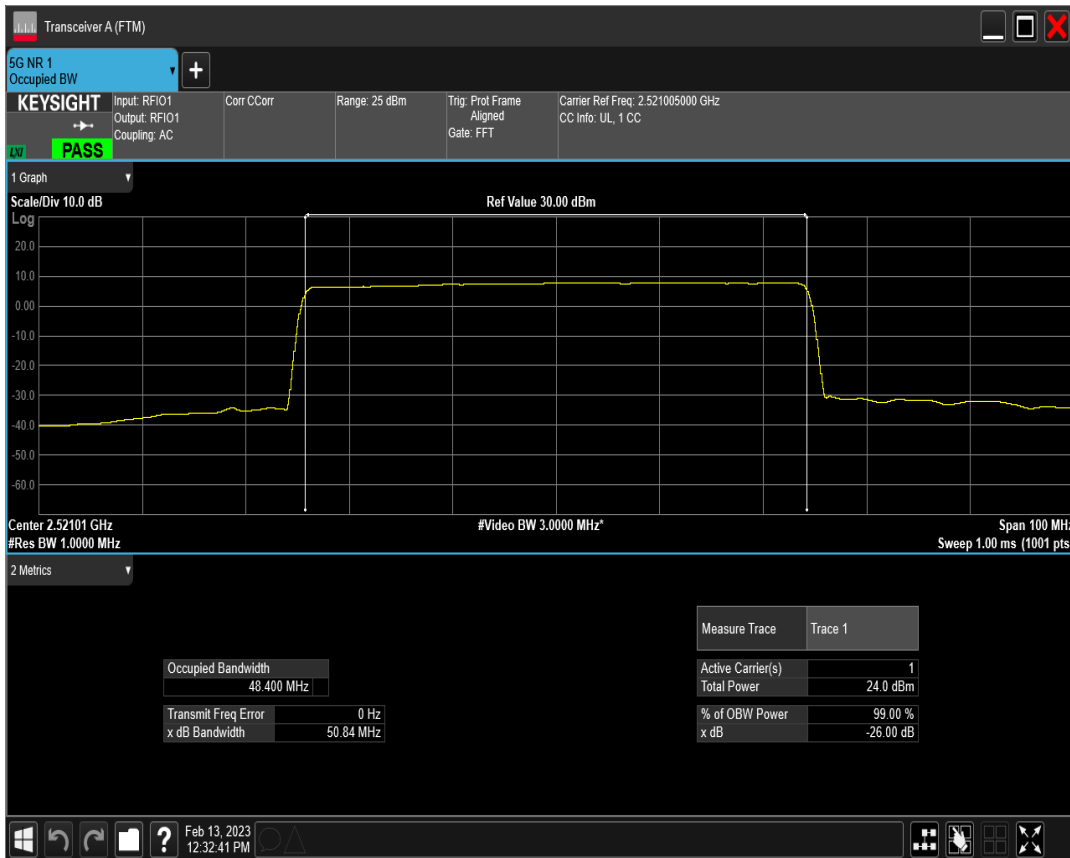 Transceiver A (FTM)
5G NR 1
Occupied BW
+
KEYSIGHT
LXI
PASS
Input: RFIO1
Output: RFIO1
Coupling: AC
Corr CCorr
Range: 25 dBm
Trig: Prot Frame
Aligned
Gate: FFT
Carrier Ref Freq: 2.521005000 GHz
CC Info: UL, 1 CC
1 Graph
Scale/Div 10.0 dB
Ref Value 30.00 dBm
Log
20.0
10.0
0.00
-10.0
-20.0
-30.0
-40.0
-50.0
-60.0
Center 2.52101 GHz
#Video BW 3.0000 MHz*
Span 100 MHz
#Res BW 1.0000 MHz
Sweep 1.00 ms (1001 pts
2 Metrics
Measure Trace Trace 1
Occupied Bandwidth
48.400 MHz
Active Carrier(s) 1
Total Power 24.0 dBm
Transmit Freq Error 0 Hz
x dB Bandwidth 50.84 MHz
% of OBW Power 99.00 %
x dB -26.00 dB
?
Feb 13, 2023
12:32:41 PM